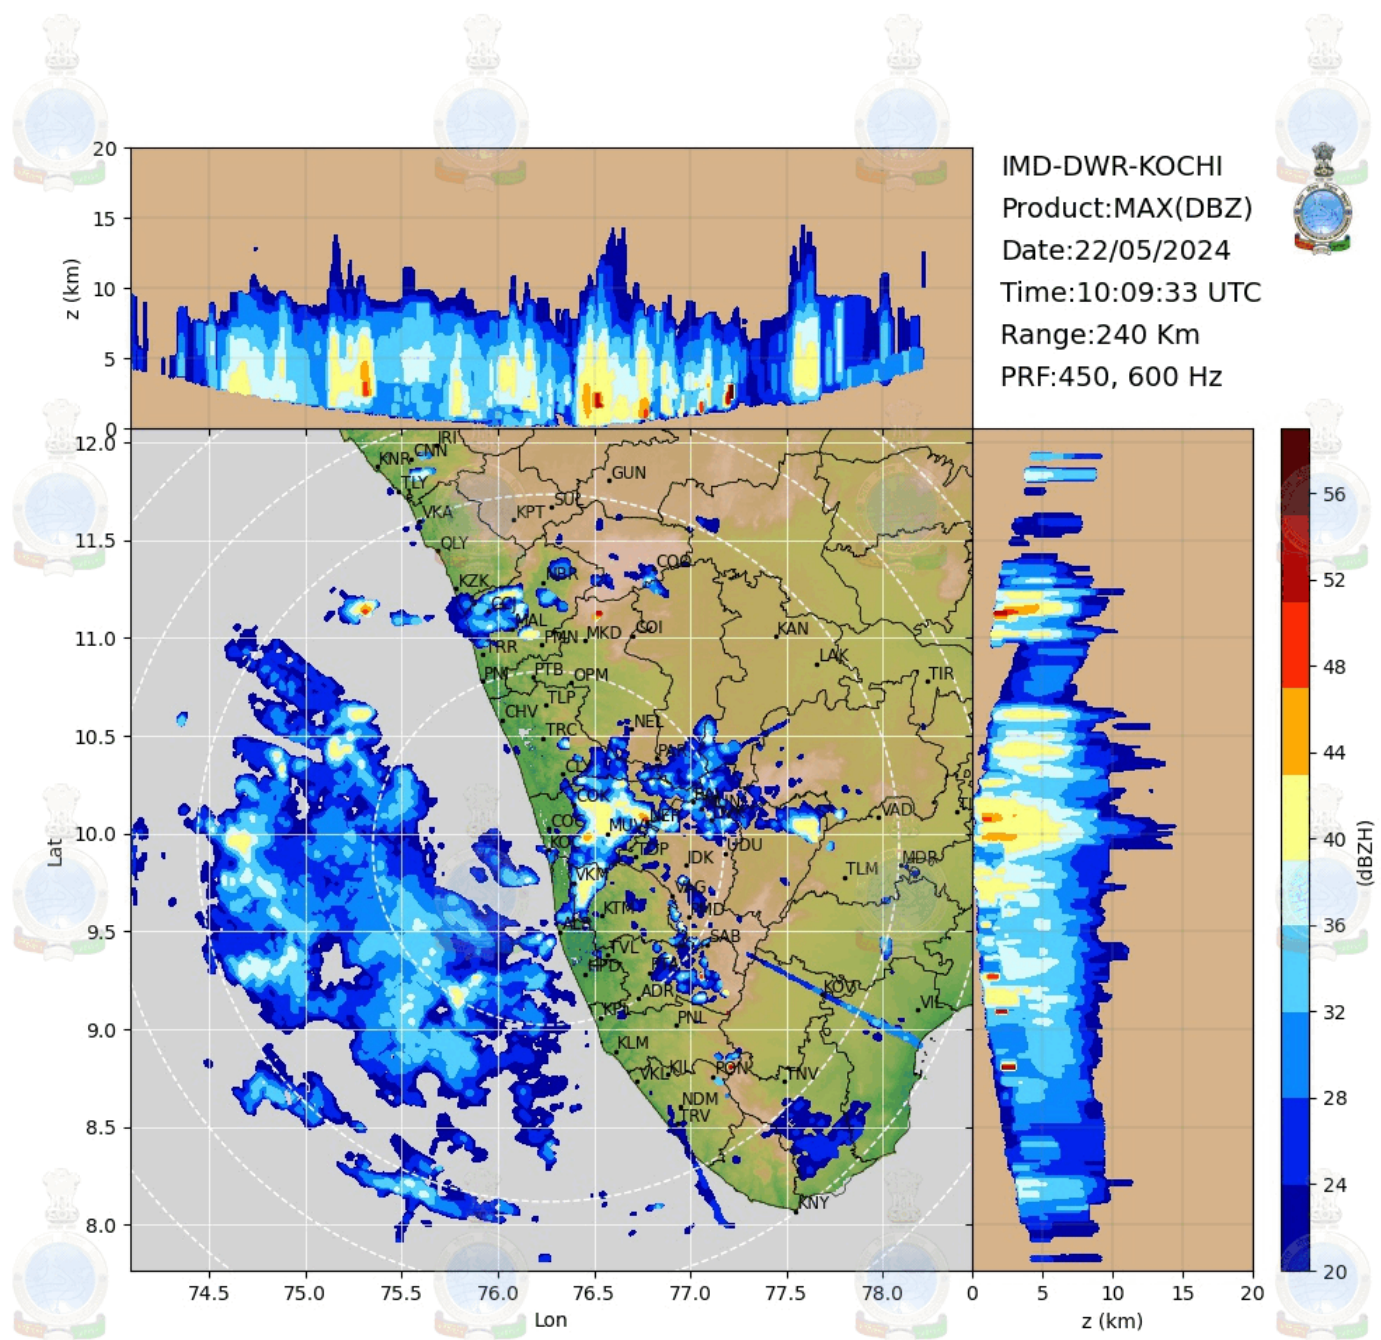 IMD-DWR-KOCHI
Product:MAX(DBZ)
Date:22/05/2024
Time:10:09:33 UTC
Range:240 Km
PRF:450, 600 Hz
20
15
10
5
0
z (km)
12.0
11.5
11.0
10.5
10.0
9.5
9.0
8.5
8.0
Lat
IRI
CNN
KNR
TLY
GUN
SUL
VKA
KPT
QLY
COO
NBR
KZK
MAL
PMN
MKD
COI
KAN
TRR
LAK
PNI
PTB
OPM
TIR
TLP
CHV
TRC
NEL
PAR
COK
VAD
COC
MUV
NER
TDP
UDU
IDK
TLM
MDR
VKM
KTM
SAB
TVL
HPD
ADR
KOV
VIL
PNL
KLM
VKL
KIL
PON
TNV
NDM
TRV
KNY
74.5
75.0
75.5
76.0
76.5
77.0
77.5
78.0
Lon
0
5
10
15
20
z (km)
56
52
48
44
40
36
32
28
24
20
(dBZH)